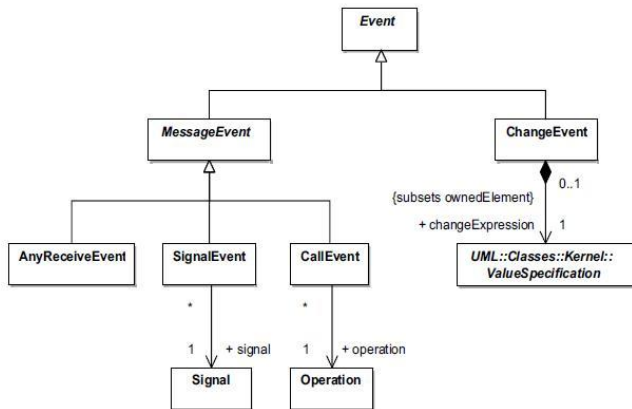 Event
MessageEvent
ChangeEvent
0..1
{subsets ownedElement}
+ changeExpression
1
AnyReceiveEvent
SignalEvent
CallEvent
UML::Classes::Kernel::
ValueSpecification
*
*
1
+ signal
1
+ operation
Signal
Operation